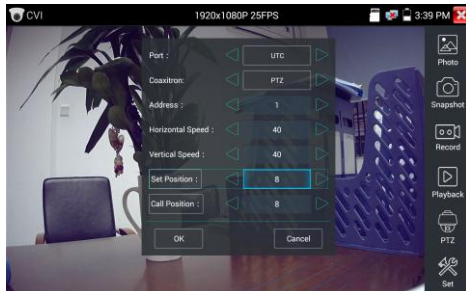 CVI 1920x1080P 25FPS 3:39 PM
Port : UTC
Coaxitron: PTZ
Address : 1
Horizontal Speed : 40
Vertical Speed : 40
Set Position : 8
Call Position : 8
OK Cancel
Photo
Snapshot
Record
Playback
PTZ
Set